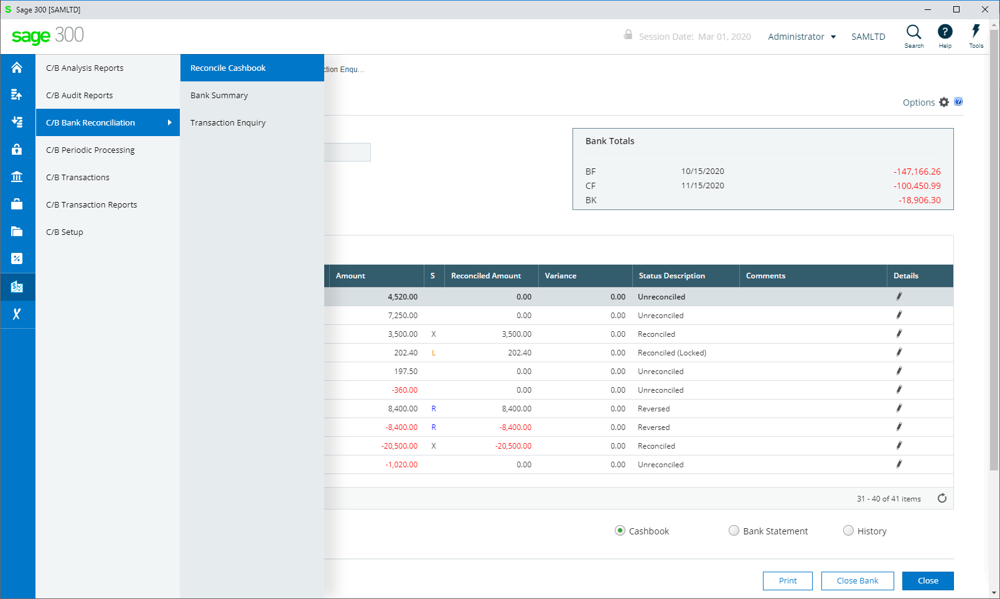 S Sage 300 [SAMLTD]
sage 300
Session Date: Mar 01, 2020
Administrator
SAMLTD
Search
Help
Tools
C/B Analysis Reports
C/B Audit Reports
C/B Bank Reconciliation
C/B Periodic Processing
C/B Transactions
C/B Transaction Reports
C/B Setup
Reconcile Cashbook
Bank Summary
Transaction Enquiry
ction Enqu...
Options
Bank Totals
BF 10/15/2020 -147,166.26
CF 11/15/2020 -100,450.99
BK -18,906.30
Amount S Reconciled Amount Variance Status Description Comments Details
4,520.00 0.00 0.00 Unreconciled
7,250.00 0.00 0.00 Unreconciled
3,500.00 X 3,500.00 0.00 Reconciled
202.40 L 202.40 0.00 Reconciled (Locked)
197.50 0.00 0.00 Unreconciled
-360.00 0.00 0.00 Unreconciled
8,400.00 R 8,400.00 0.00 Reversed
-8,400.00 R -8,400.00 0.00 Reversed
-20,500.00 X -20,500.00 0.00 Reconciled
-1,020.00 0.00 0.00 Unreconciled
31 - 40 of 41 items
Cashbook Bank Statement History
Print Close Bank Close